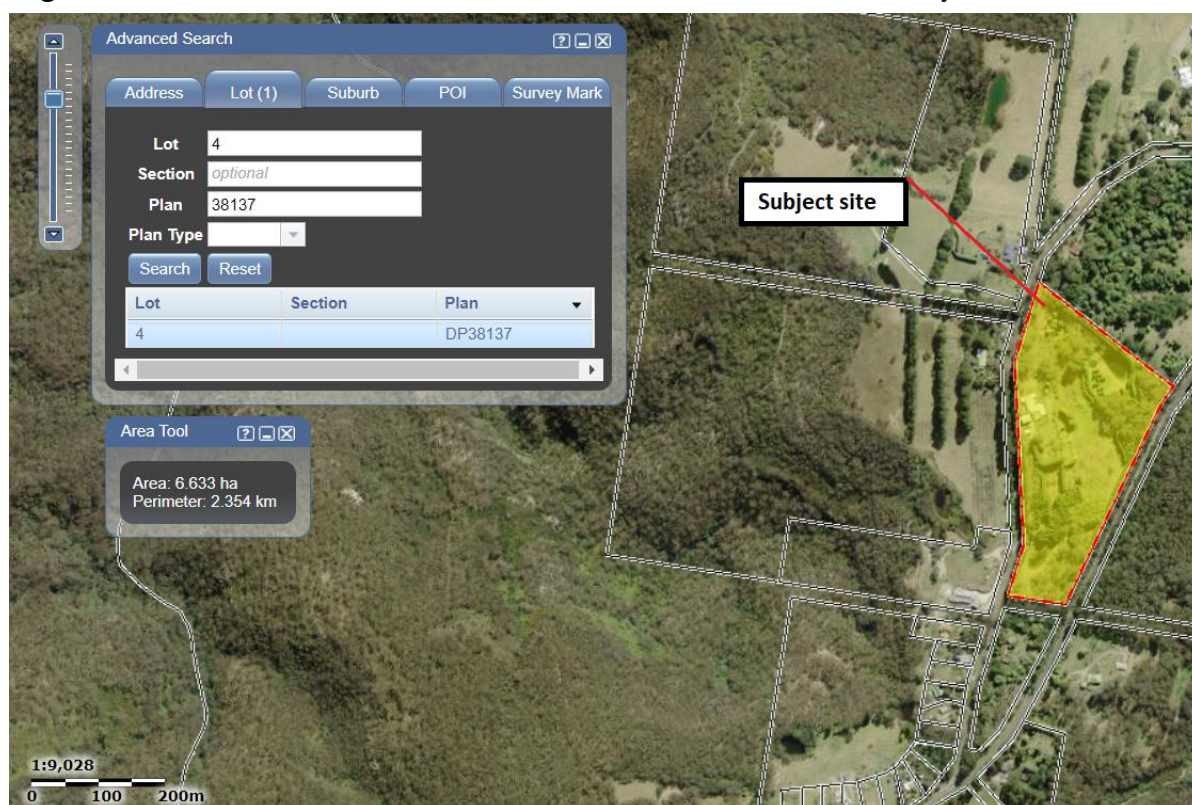 Advanced Search
Address Lot (1) Suburb POI Survey Mark
Lot 4
Section optional
Plan 38137
Plan Type
Search Reset
Lot Section Plan
4 DP38137
Subject site
Area Tool
Area: 6.633 ha
Perimeter: 2.354 km
1:9,028
0 100 200m